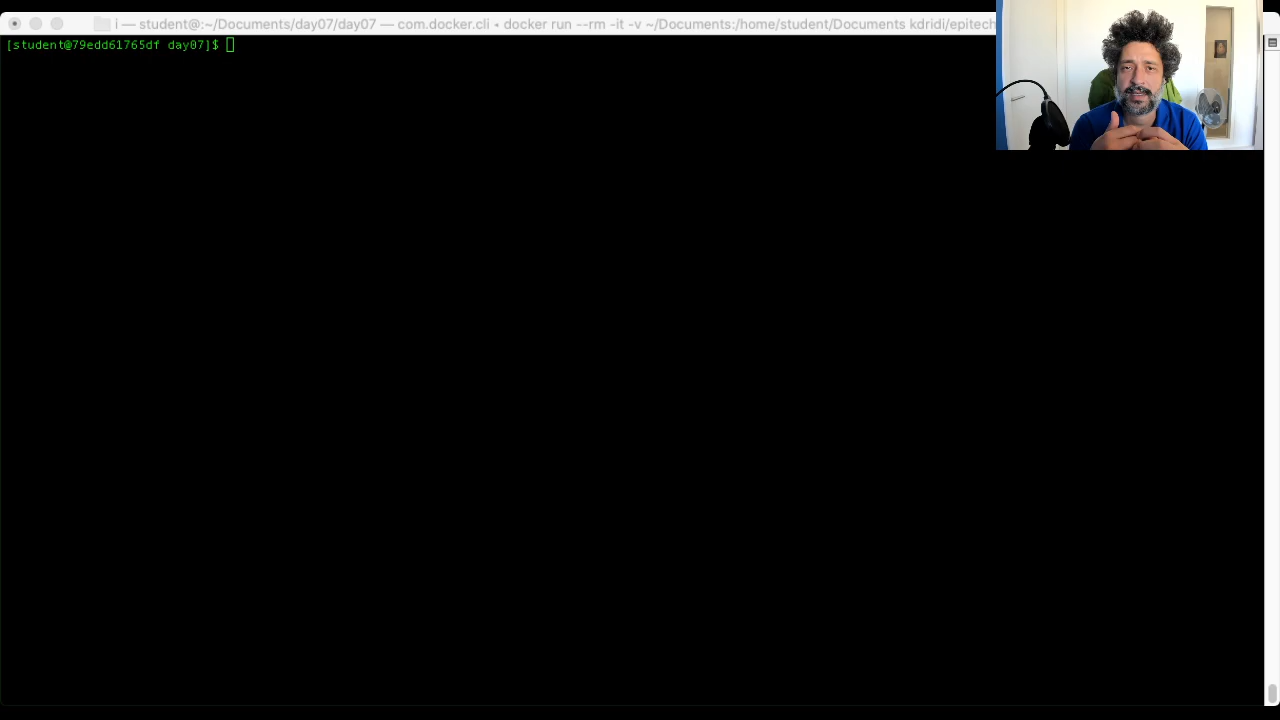 i — student@:~/Documents/day07/day07 — com.docker.cli ◂ docker run --rm -it -v ~/Documents:/home/student/Documents kdridi/epitech
[student@79edd61765df day07]$